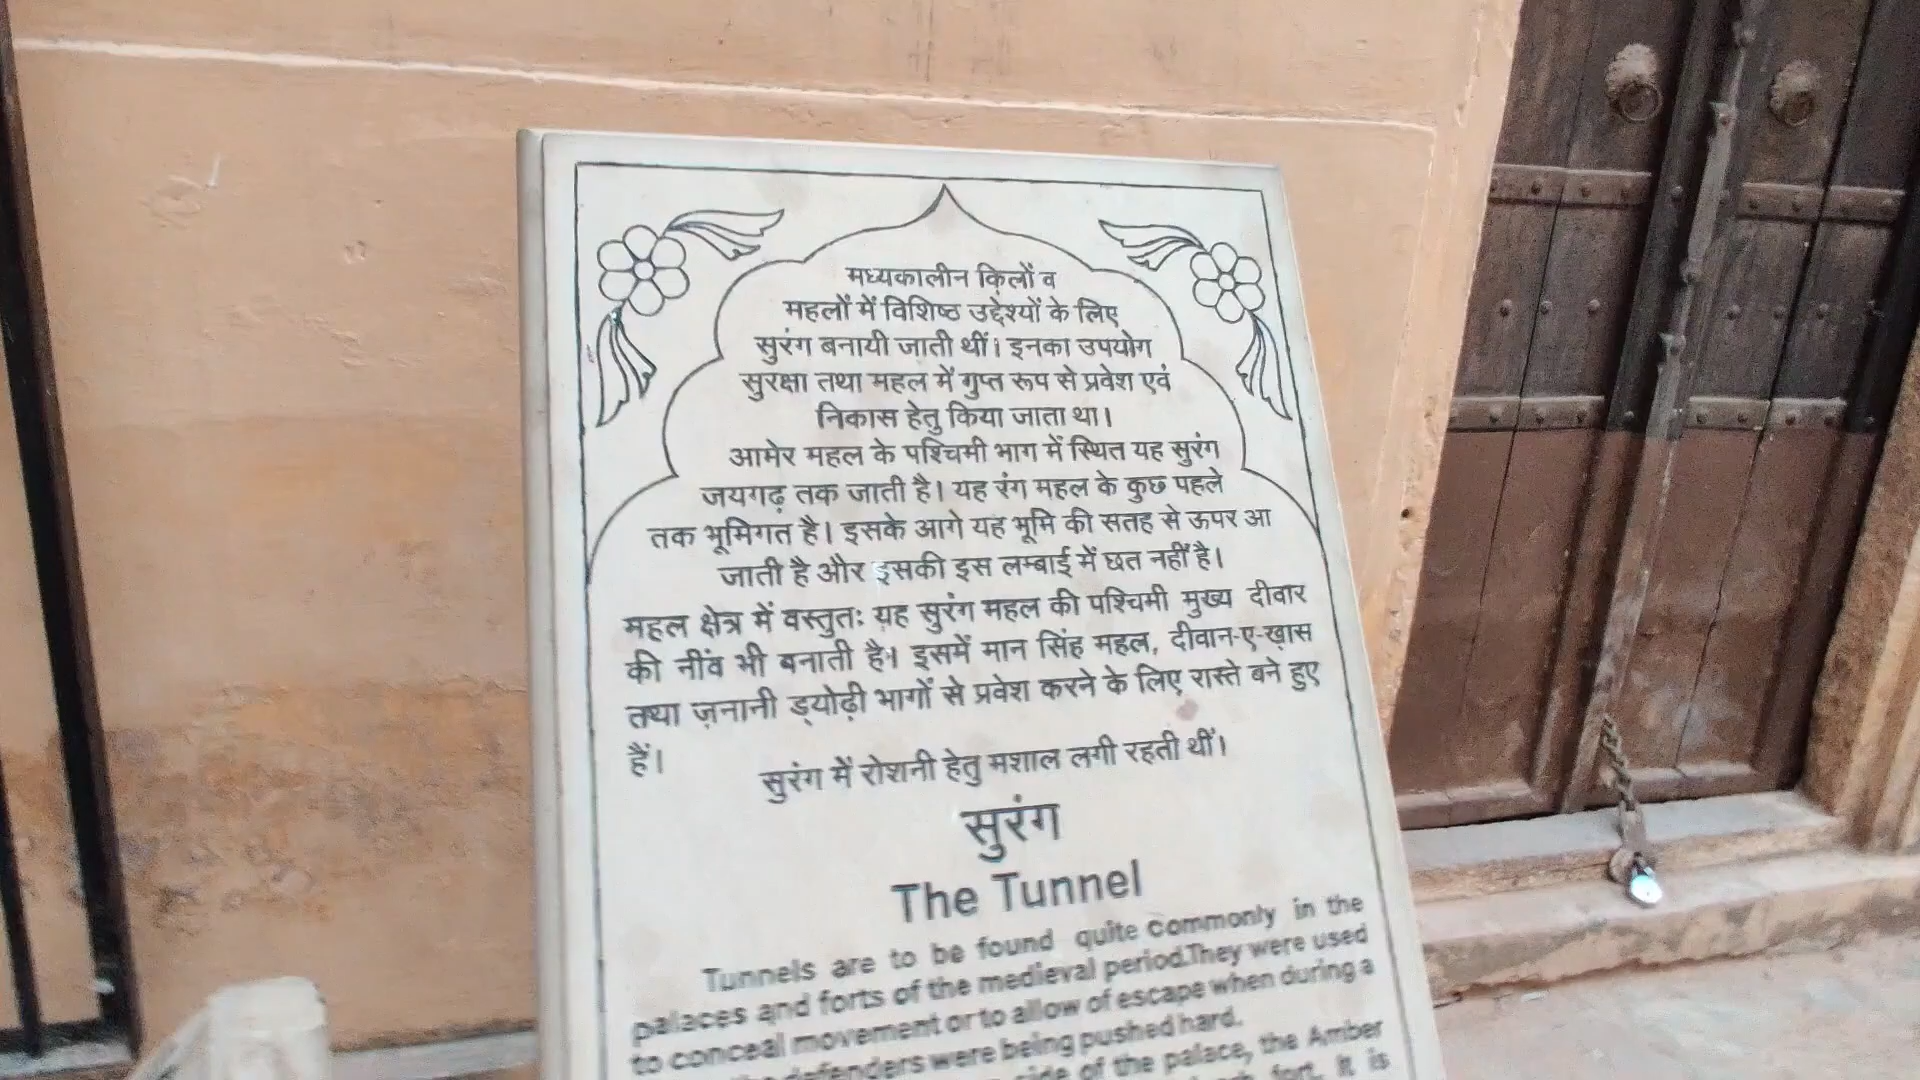 मध्यकालीन क़िलों व
महलों में विशिष्ठ उद्देश्यों के लिए
सुरंग बनायी जाती थीं। इनका उपयोग
सुरक्षा तथा महल में गुप्त रूप से प्रवेश एवं
निकास हेतु किया जाता था।
आमेर महल के पश्चिमी भाग में स्थित यह सुरंग
जयगढ़ तक जाती है। यह रंग महल के कुछ पहले
तक भूमिगत है। इसके आगे यह भूमि की सतह से ऊपर आ
जाती है और इसकी इस लम्बाई में छत नहीं है।
महल क्षेत्र में वस्तुतः यह सुरंग महल की पश्चिमी मुख्य दीवार
की नींव भी बनाती है। इसमें मान सिंह महल, दीवान-ए-ख़ास
तथा ज़नानी ड्योढ़ी भागों से प्रवेश करने के लिए रास्ते बने हुए
हैं।
सुरंग में रोशनी हेतु मशाल लगी रहती थीं।
सुरंग
The Tunnel
Tunnels are to be found quite commonly in the
palaces and forts of the medieval period.They were used
to conceal movement or to allow of escape when during a
defenders were being pushed hard.
side of the palace, the Amber
fort. It is